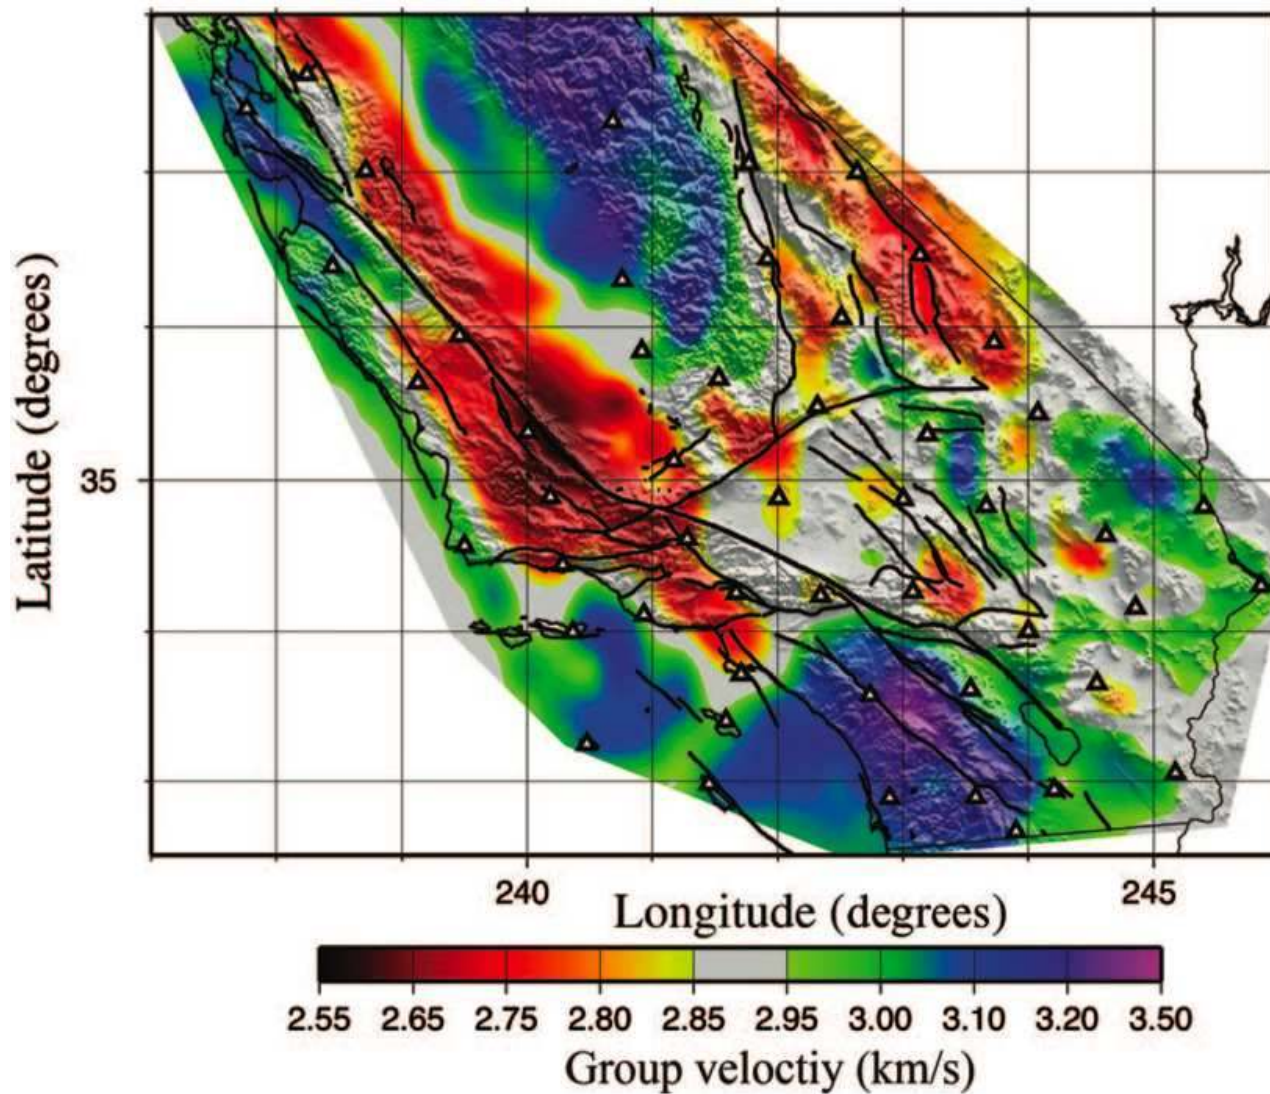 Latitude (degrees)
35
240
245
Longitude (degrees)
2.55 2.65 2.75 2.80 2.85 2.95 3.00 3.10 3.20 3.50
Group veloctiy (km/s)